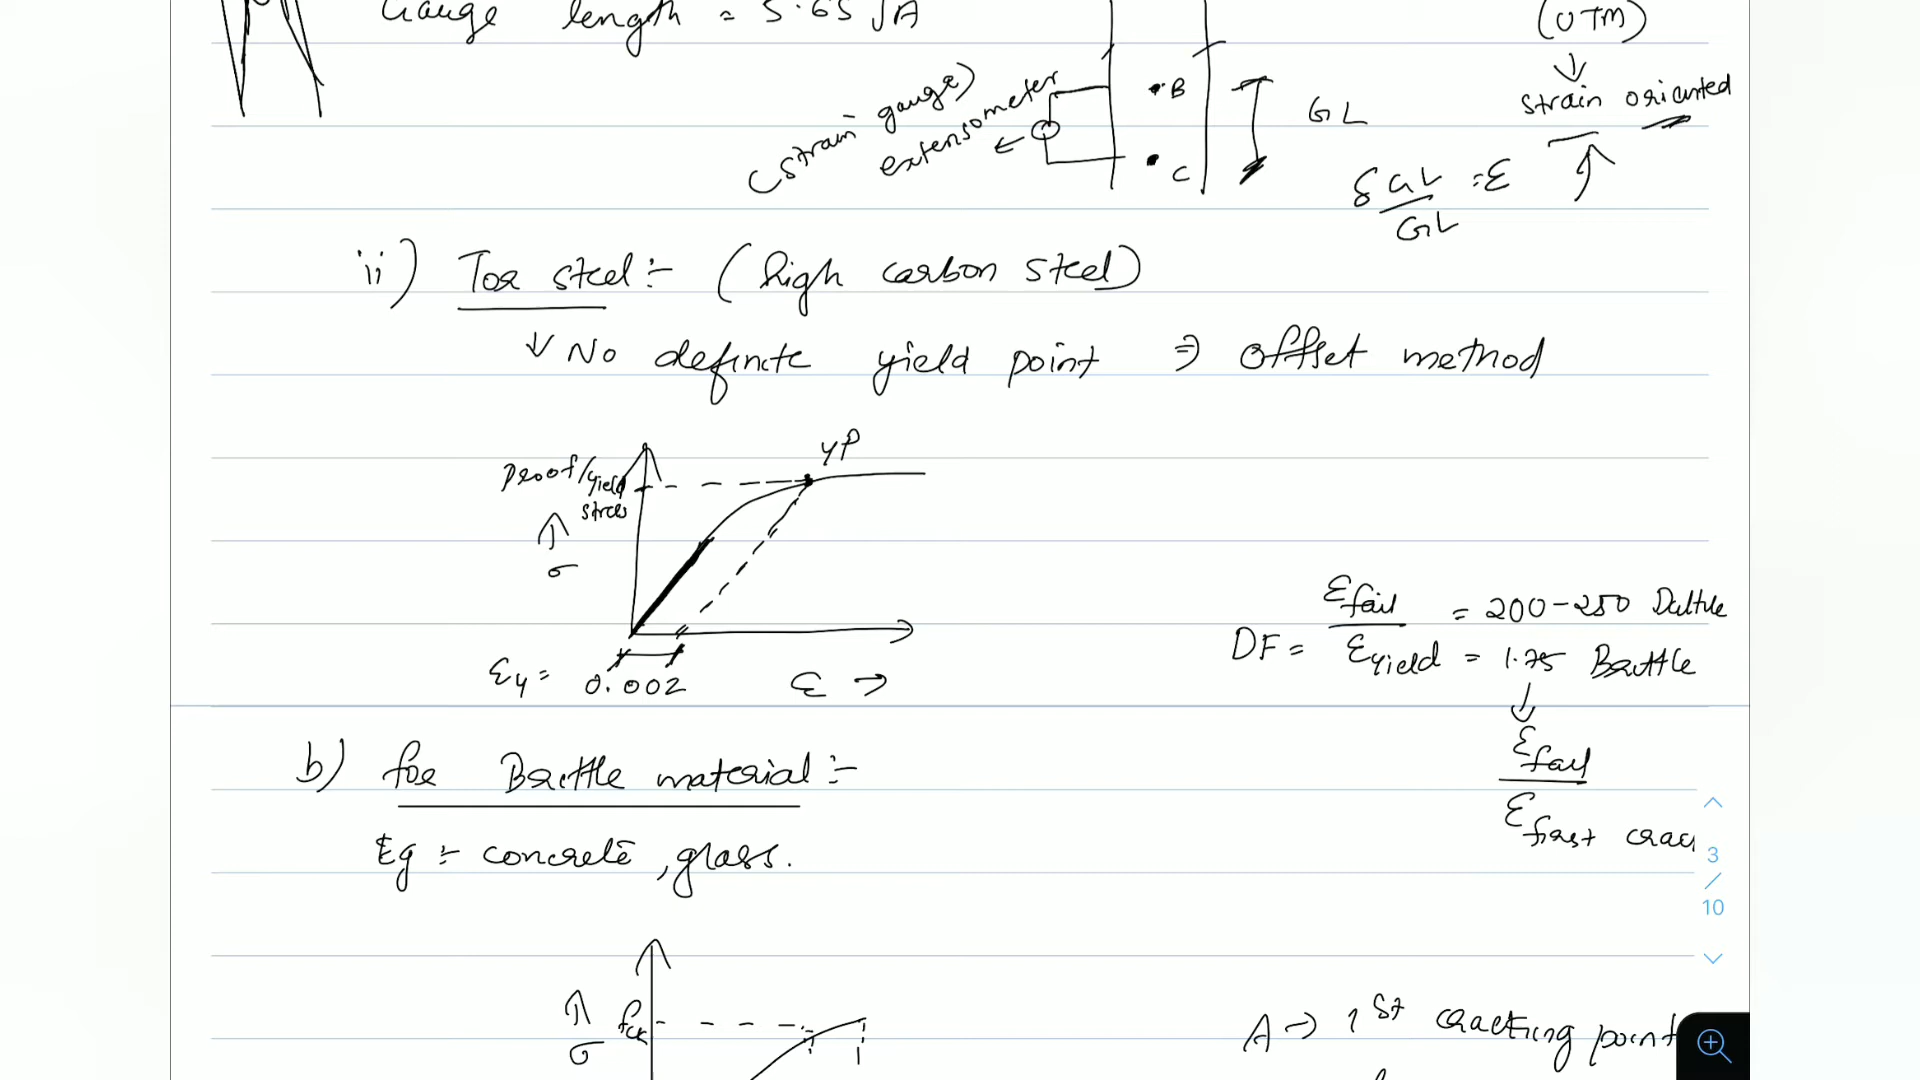 Gauge length = 5.65 √A
(UTM)
(strain gauge)
extensometer
B
C
GL
strain oriented
δGL/GL = ε
ii) Tor steel :- (high carbon steel)
↓ No definite yield point ⇒ offset method
YP
Proof/yield
stress
↑
σ
εy = 0.002
ε →
DF = εfail/εyield
= 200-250 Ductile
= 1.75 Brittle
↓
εfail
εfirst crac
b) for Brittle material :-
Eg :- concrete, glass.
3
/
10
↑
σ
fck
A → 1st cracking point